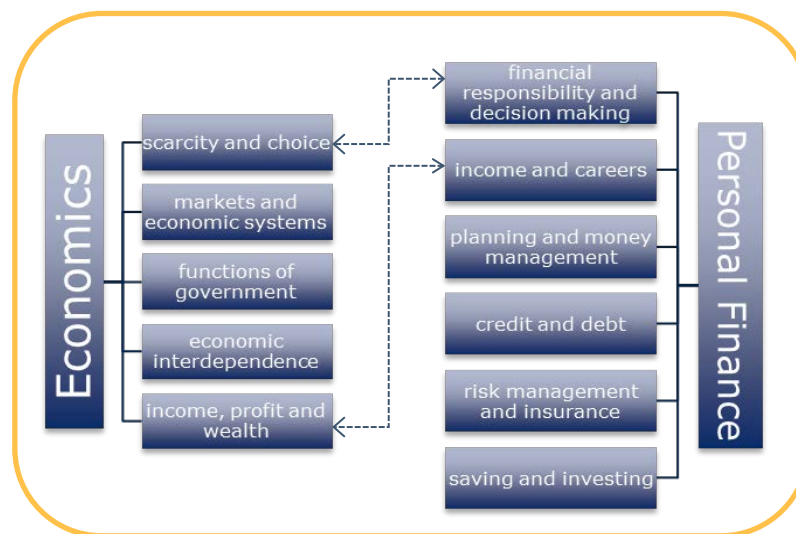 Economics
scarcity and choice
markets and
economic systems
functions of
government
economic
interdependence
income, profit and
wealth
financial
responsibility and
decision making
income and careers
planning and money
management
credit and debt
risk management
and insurance
saving and investing
Personal Finance